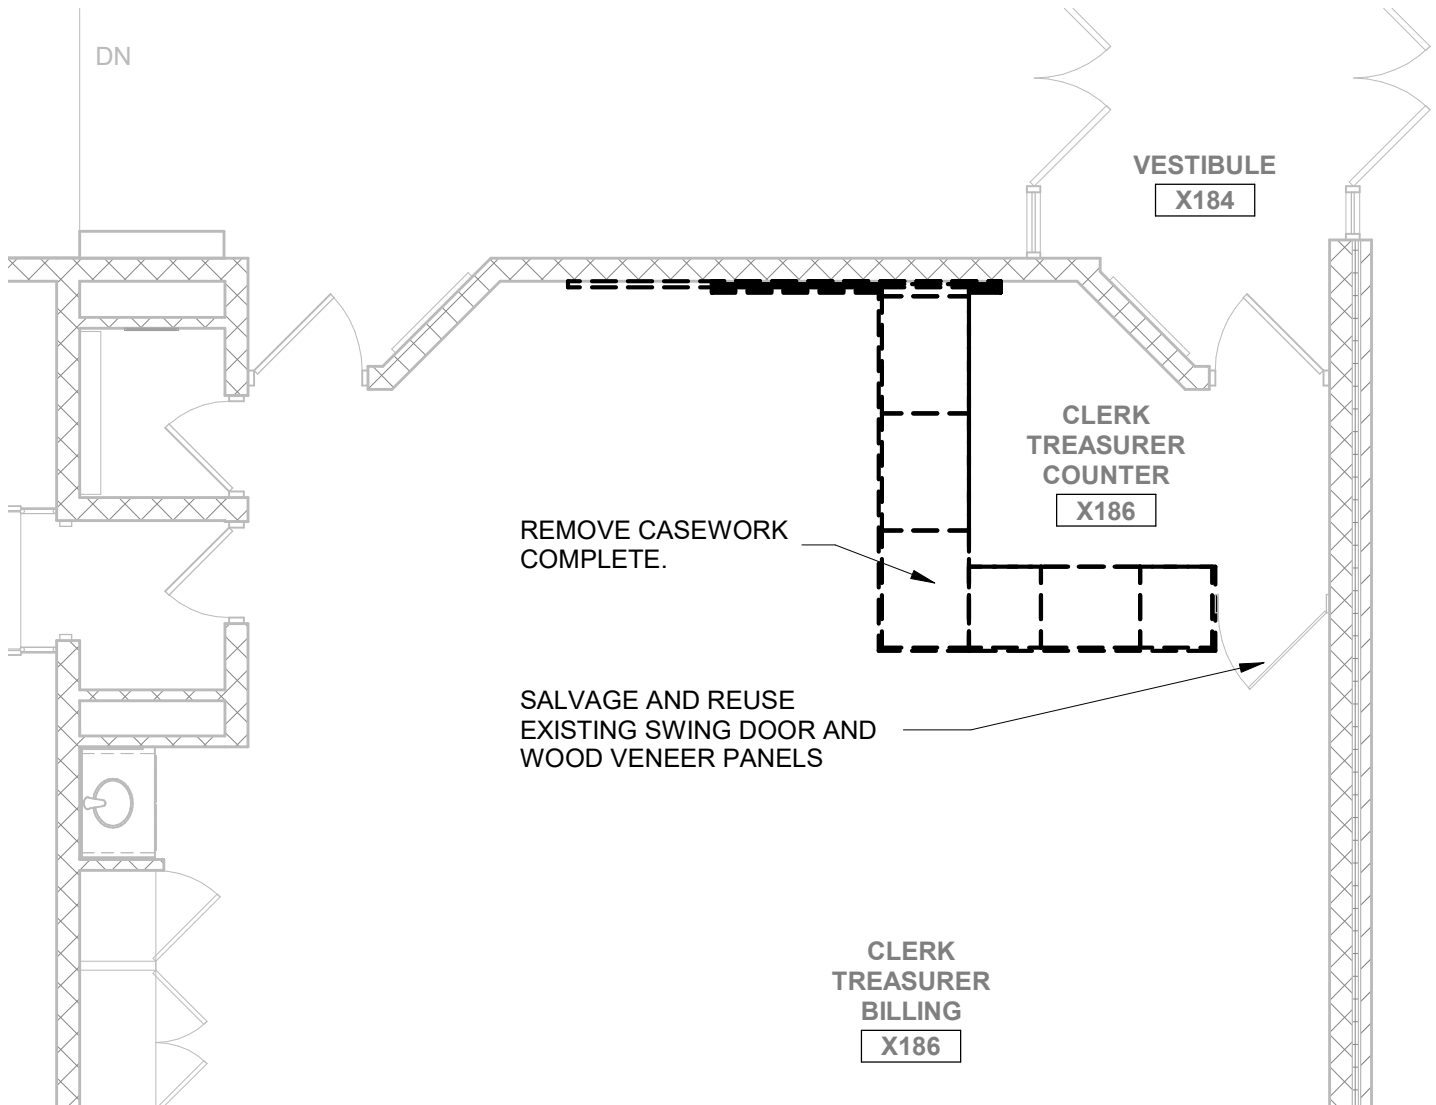 DN
VESTIBULE
X184
CLERK
TREASURER
COUNTER
X186
REMOVE CASEWORK
COMPLETE.
SALVAGE AND REUSE
EXISTING SWING DOOR AND
WOOD VENEER PANELS
CLERK
TREASURER
BILLING
X186